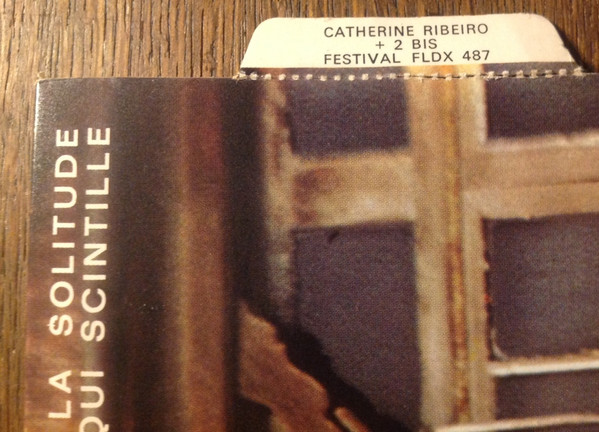 CATHERINE RIBEIRO
+ 2 BIS
FESTIVAL FLDX 487
LA SOLITUDE
QUI SCINTILLE